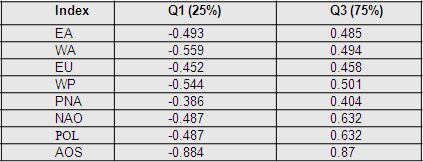 Index Q1 (25%) Q3 (75%)
EA -0.493 0.485
WA -0.559 0.494
EU -0.452 0.458
WP -0.544 0.501
PNA -0.386 0.404
NAO -0.487 0.632
POL -0.487 0.632
AOS -0.884 0.87